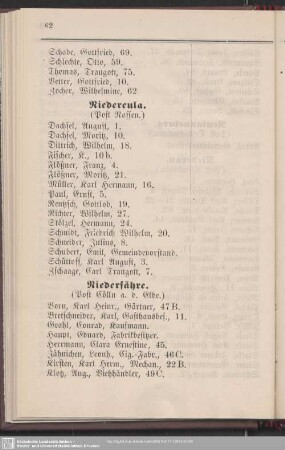 62
Schade, Gottfried, 69.
Schlechte, Otto, 59.
Thomas, Traugott, 75.
Vetter, Gottfried, 10.
Zocher, Wilhelmine, 62
Niedereula.
(Post Nossen.)
Dachsel, August, 1.
Dachsel, Moritz, 10.
Dittrich, Wilhelm, 18.
Fischer, K., 10b.
Flößner, Franz, 4.
Flößner, Moritz, 21.
Müller, Karl Hermann, 16.
Paul, Ernst, 5.
Rentzsch, Gottlob, 19.
Richter, Wilhelm, 27.
Stölzel, Hermann, 24.
Schmidt, Friedrich Wilhelm, 20.
Schneider, Julius, 8.
Schubert, Emil, Gemeindevorstand.
Schüttoff, Karl August, 3.
Zschaage, Carl Traugott, 7.
Niederfähre.
(Post Cölln a. d. Elbe.)
Born, Karl Heinr., Gärtner, 47B.
Bretschneider, Karl, Gasthausbes., 11.
Grohl, Conrad, Kaufmann.
Haupt, Eduard, Fabrikbesitzer.
Herrmann, Clara Ernestine, 45.
Jähnichen, Leonh., Cig.-Fabr., 46C.
Kirsten, Karl Herm., Mechan., 22B.
Klotz, Aug., Viehhändler, 49C.